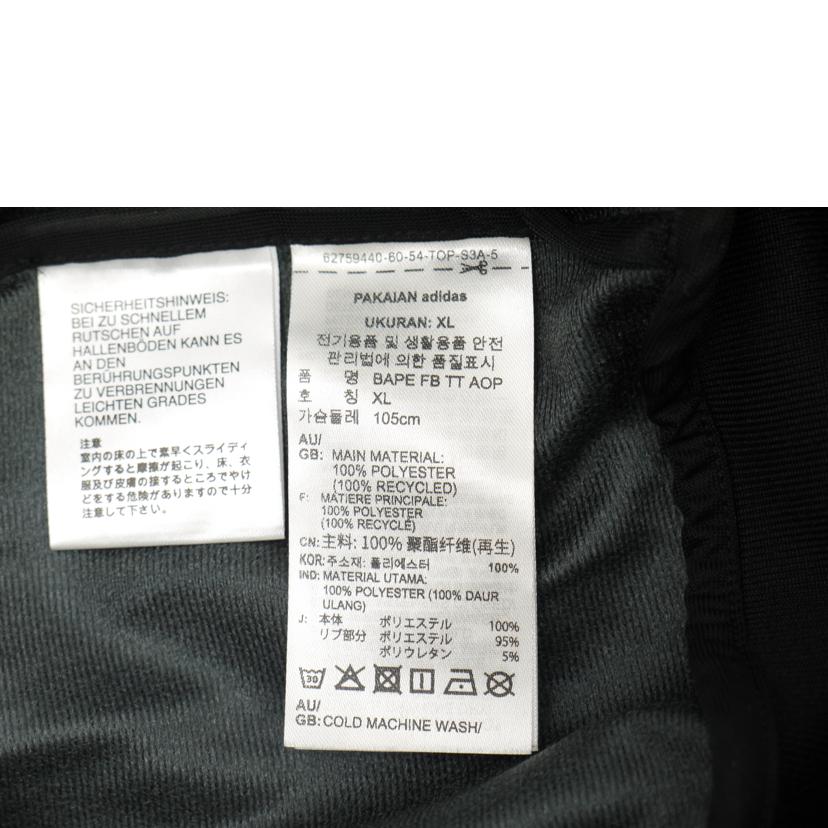 SICHERHEITSHINWEIS:
BEI ZU SCHNELLEM
RUTSCHEN AUF
HALLENBÖDEN KANN ES
AN DEN
BERÜHRUNGSPUNKTEN
ZU VERBRENNUNGEN
LEICHTEN GRADES
KOMMEN.
注意
室内の床の上で素早くスライディ
ングすると摩擦が起こり、床、衣
服及び皮膚の接するところでやけ
どをする危険がありますので十分
注意して下さい。
62759440-60-54-TOP-S3A-5
PAKAIAN adidas
UKURAN: XL
전기용품 및 생활용품 안전
관리법에 의한 품질표시
품 명 BAPE FB TT AOP
호 칭 XL
가슴둘레 105cm
AU/
GB: MAIN MATERIAL:
100% POLYESTER
(100% RECYCLED)
F: MATIÈRE PRINCIPALE:
100% POLYESTER
(100% RECYCLÉ)
CN: 主料: 100% 聚酯纤维(再生)
KOR: 주소재: 폴리에스터 100%
IND: MATERIAL UTAMA:
100% POLYESTER (100% DAUR
ULANG)
J: 本体 ポリエステル 100%
リブ部分 ポリエステル 95%
ポリウレタン 5%
30
AU/
GB: COLD MACHINE WASH/